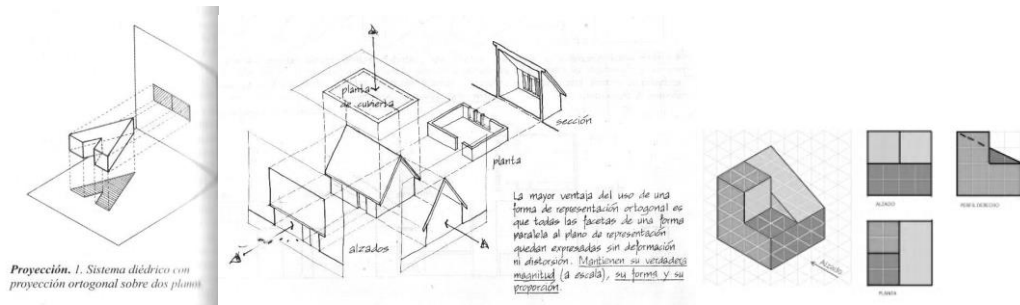 Proyección. 1. Sistema diédrico con
proyección ortogonal sobre dos planos
planta
de cubierta
sección
planta
alzados
La mayor ventaja del uso de una
forma de representación ortogonal es
que todas las facetas de una forma
paralela al plano de representación
quedan expresadas sin deformación
ni distorsión. Mantienen su verdadera
magnitud (a escala), su forma y su
proporción.
Alzado
ALZADO
PERFIL DERECHO
PLANTA